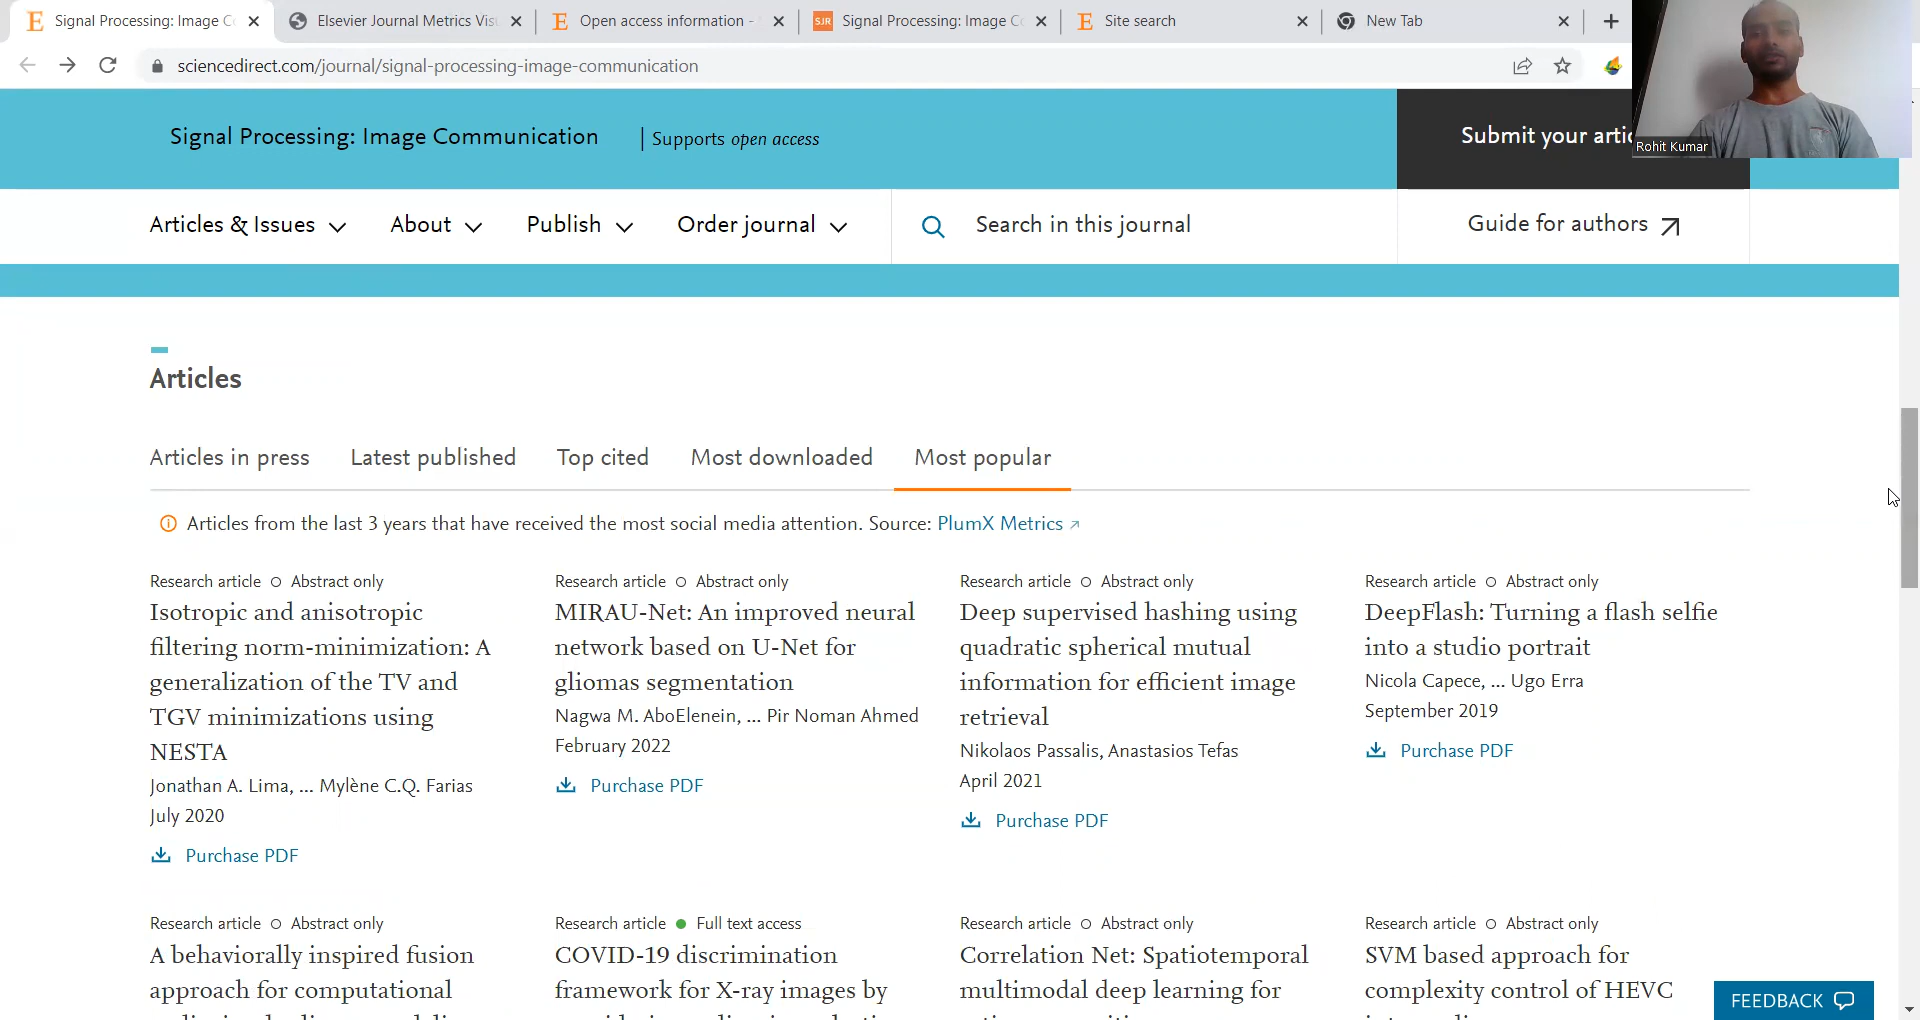 Signal Processing: Image C
Elsevier Journal Metrics Vis
Open access information -
SJR
Signal Processing: Image C
Site search
New Tab
sciencedirect.com/journal/signal-processing-image-communication
Rohit Kumar
Signal Processing: Image Communication
Supports open access
Submit your artic
Articles & Issues
About
Publish
Order journal
Search in this journal
Guide for authors
Articles
Articles in press
Latest published
Top cited
Most downloaded
Most popular
Articles from the last 3 years that have received the most social media attention. Source: PlumX Metrics
Research article Abstract only
Isotropic and anisotropic
filtering norm-minimization: A
generalization of the TV and
TGV minimizations using
NESTA
Jonathan A. Lima, ... Mylène C.Q. Farias
July 2020
Purchase PDF
Research article Abstract only
MIRAU-Net: An improved neural
network based on U-Net for
gliomas segmentation
Nagwa M. AboElenein, ... Pir Noman Ahmed
February 2022
Purchase PDF
Research article Abstract only
Deep supervised hashing using
quadratic spherical mutual
information for efficient image
retrieval
Nikolaos Passalis, Anastasios Tefas
April 2021
Purchase PDF
Research article Abstract only
DeepFlash: Turning a flash selfie
into a studio portrait
Nicola Capece, ... Ugo Erra
September 2019
Purchase PDF
Research article Abstract only
A behaviorally inspired fusion
approach for computational
Research article Full text access
COVID-19 discrimination
framework for X-ray images by
Research article Abstract only
Correlation Net: Spatiotemporal
multimodal deep learning for
Research article Abstract only
SVM based approach for
complexity control of HEVC
FEEDBACK